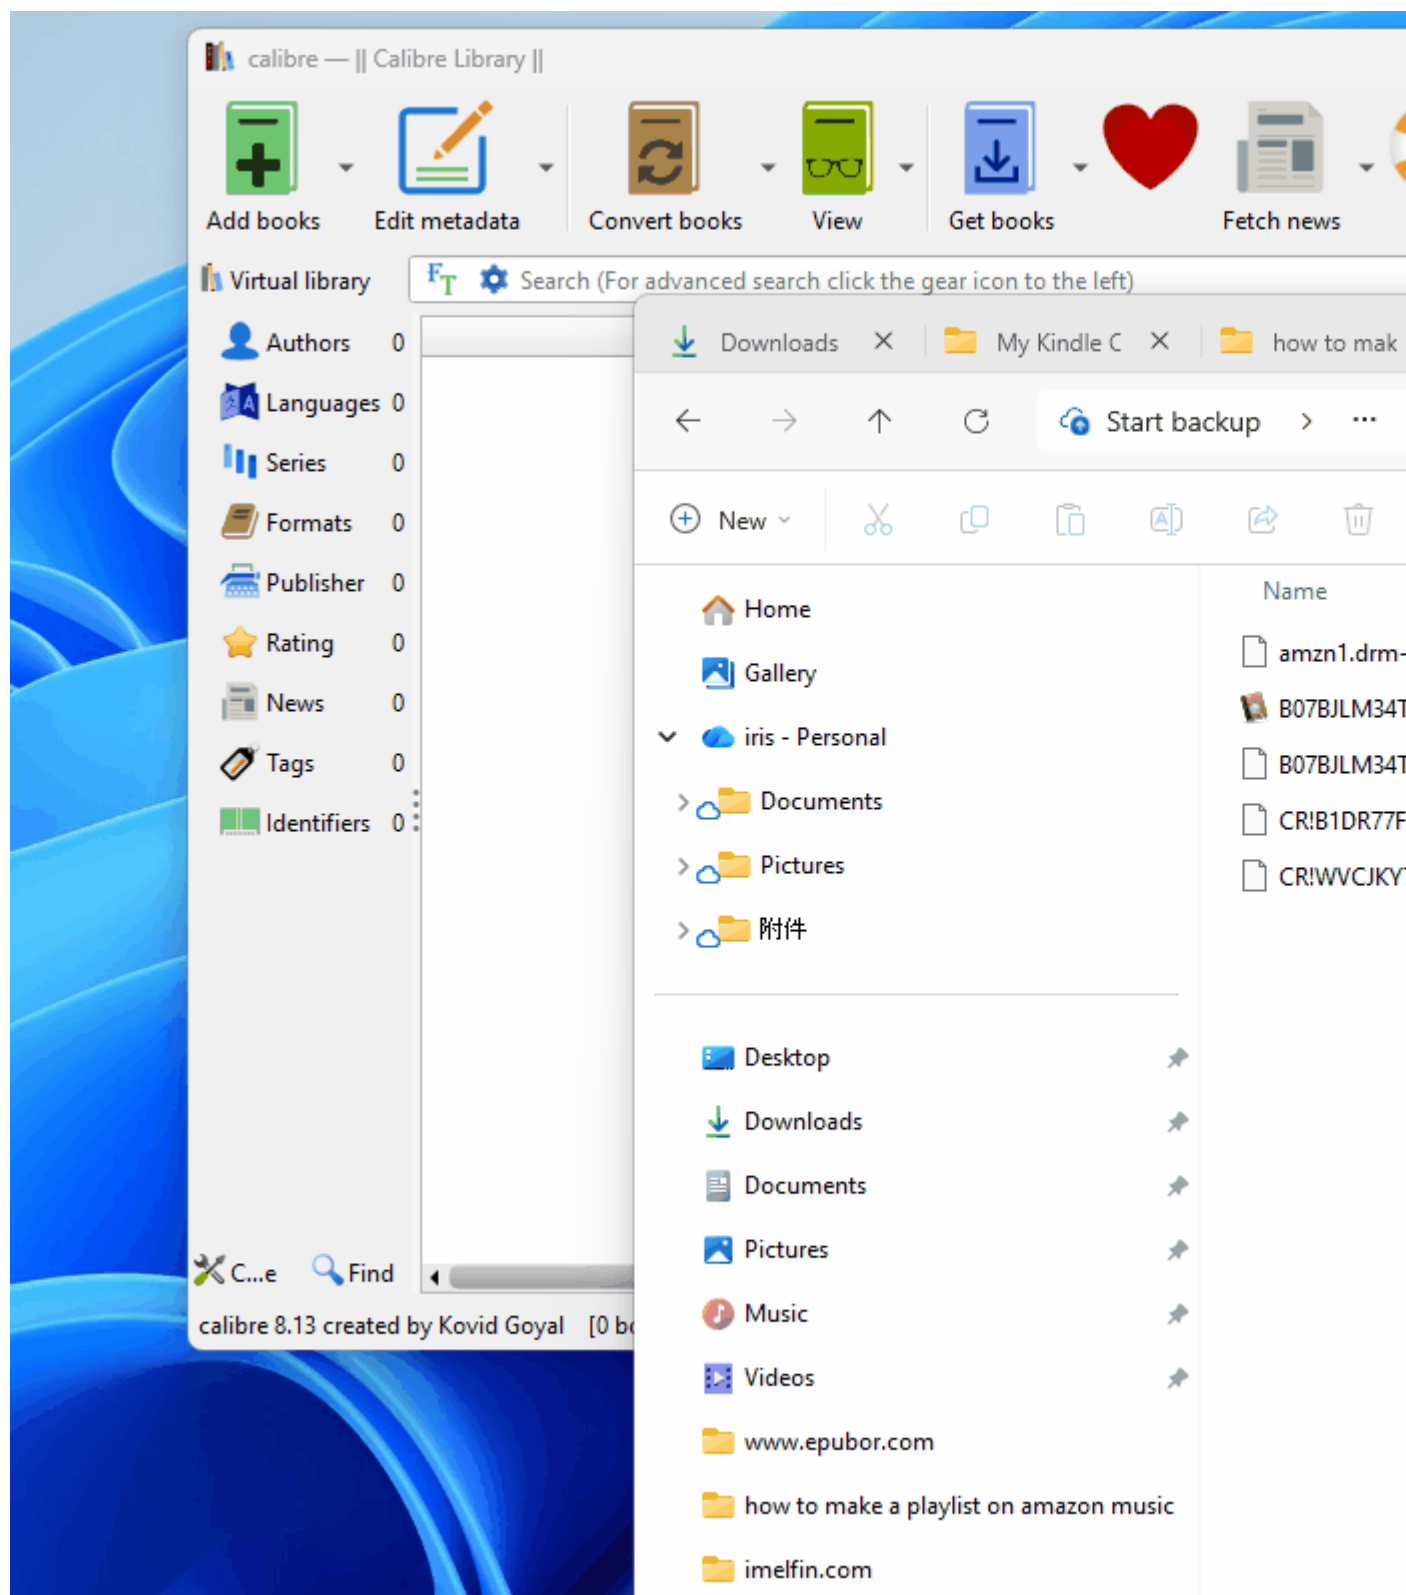 calibre — || Calibre Library ||
Add books
Edit metadata
Convert books
View
Get books
Fetch news
Virtual library
FT
Search (For advanced search click the gear icon to the left)
Authors 0
Languages 0
Series 0
Formats 0
Publisher 0
Rating 0
News 0
Tags 0
Identifiers 0
C...e
Find
calibre 8.13 created by Kovid Goyal [0 bo
Downloads
My Kindle C
how to mak
Start backup
New
Home
Gallery
iris - Personal
Documents
Pictures
附件
Desktop
Downloads
Documents
Pictures
Music
Videos
www.epubor.com
how to make a playlist on amazon music
imelfin.com
Name
amzn1.drm-
B07BJLM34T
B07BJLM34T
CR!B1DR77F
CR!WVCJKY